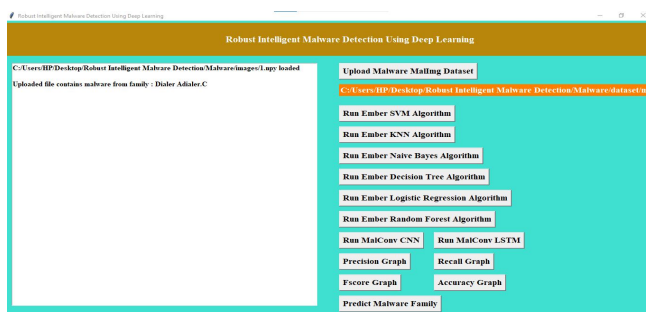 Robust Intelligent Malware Detection Using Deep Learning
Robust Intelligent Malware Detection Using Deep Learning
C:/Users/HP/Desktop/Robust Intelligent Malware Detection/Malware/images/1.npy loaded
Uploaded file contains malware from family : Dialer Adialer.C
Upload Malware MalImg Dataset
C:/Users/HP/Desktop/Robust Intelligent Malware Detection/Malware/dataset/m
Run Ember SVM Algorithm
Run Ember KNN Algorithm
Run Ember Naive Bayes Algorithm
Run Ember Decision Tree Algorithm
Run Ember Logistic Regression Algorithm
Run Ember Random Forest Algorithm
Run MalConv CNN Run MalConv LSTM
Precision Graph Recall Graph
Fscore Graph Accuracy Graph
Predict Malware Family